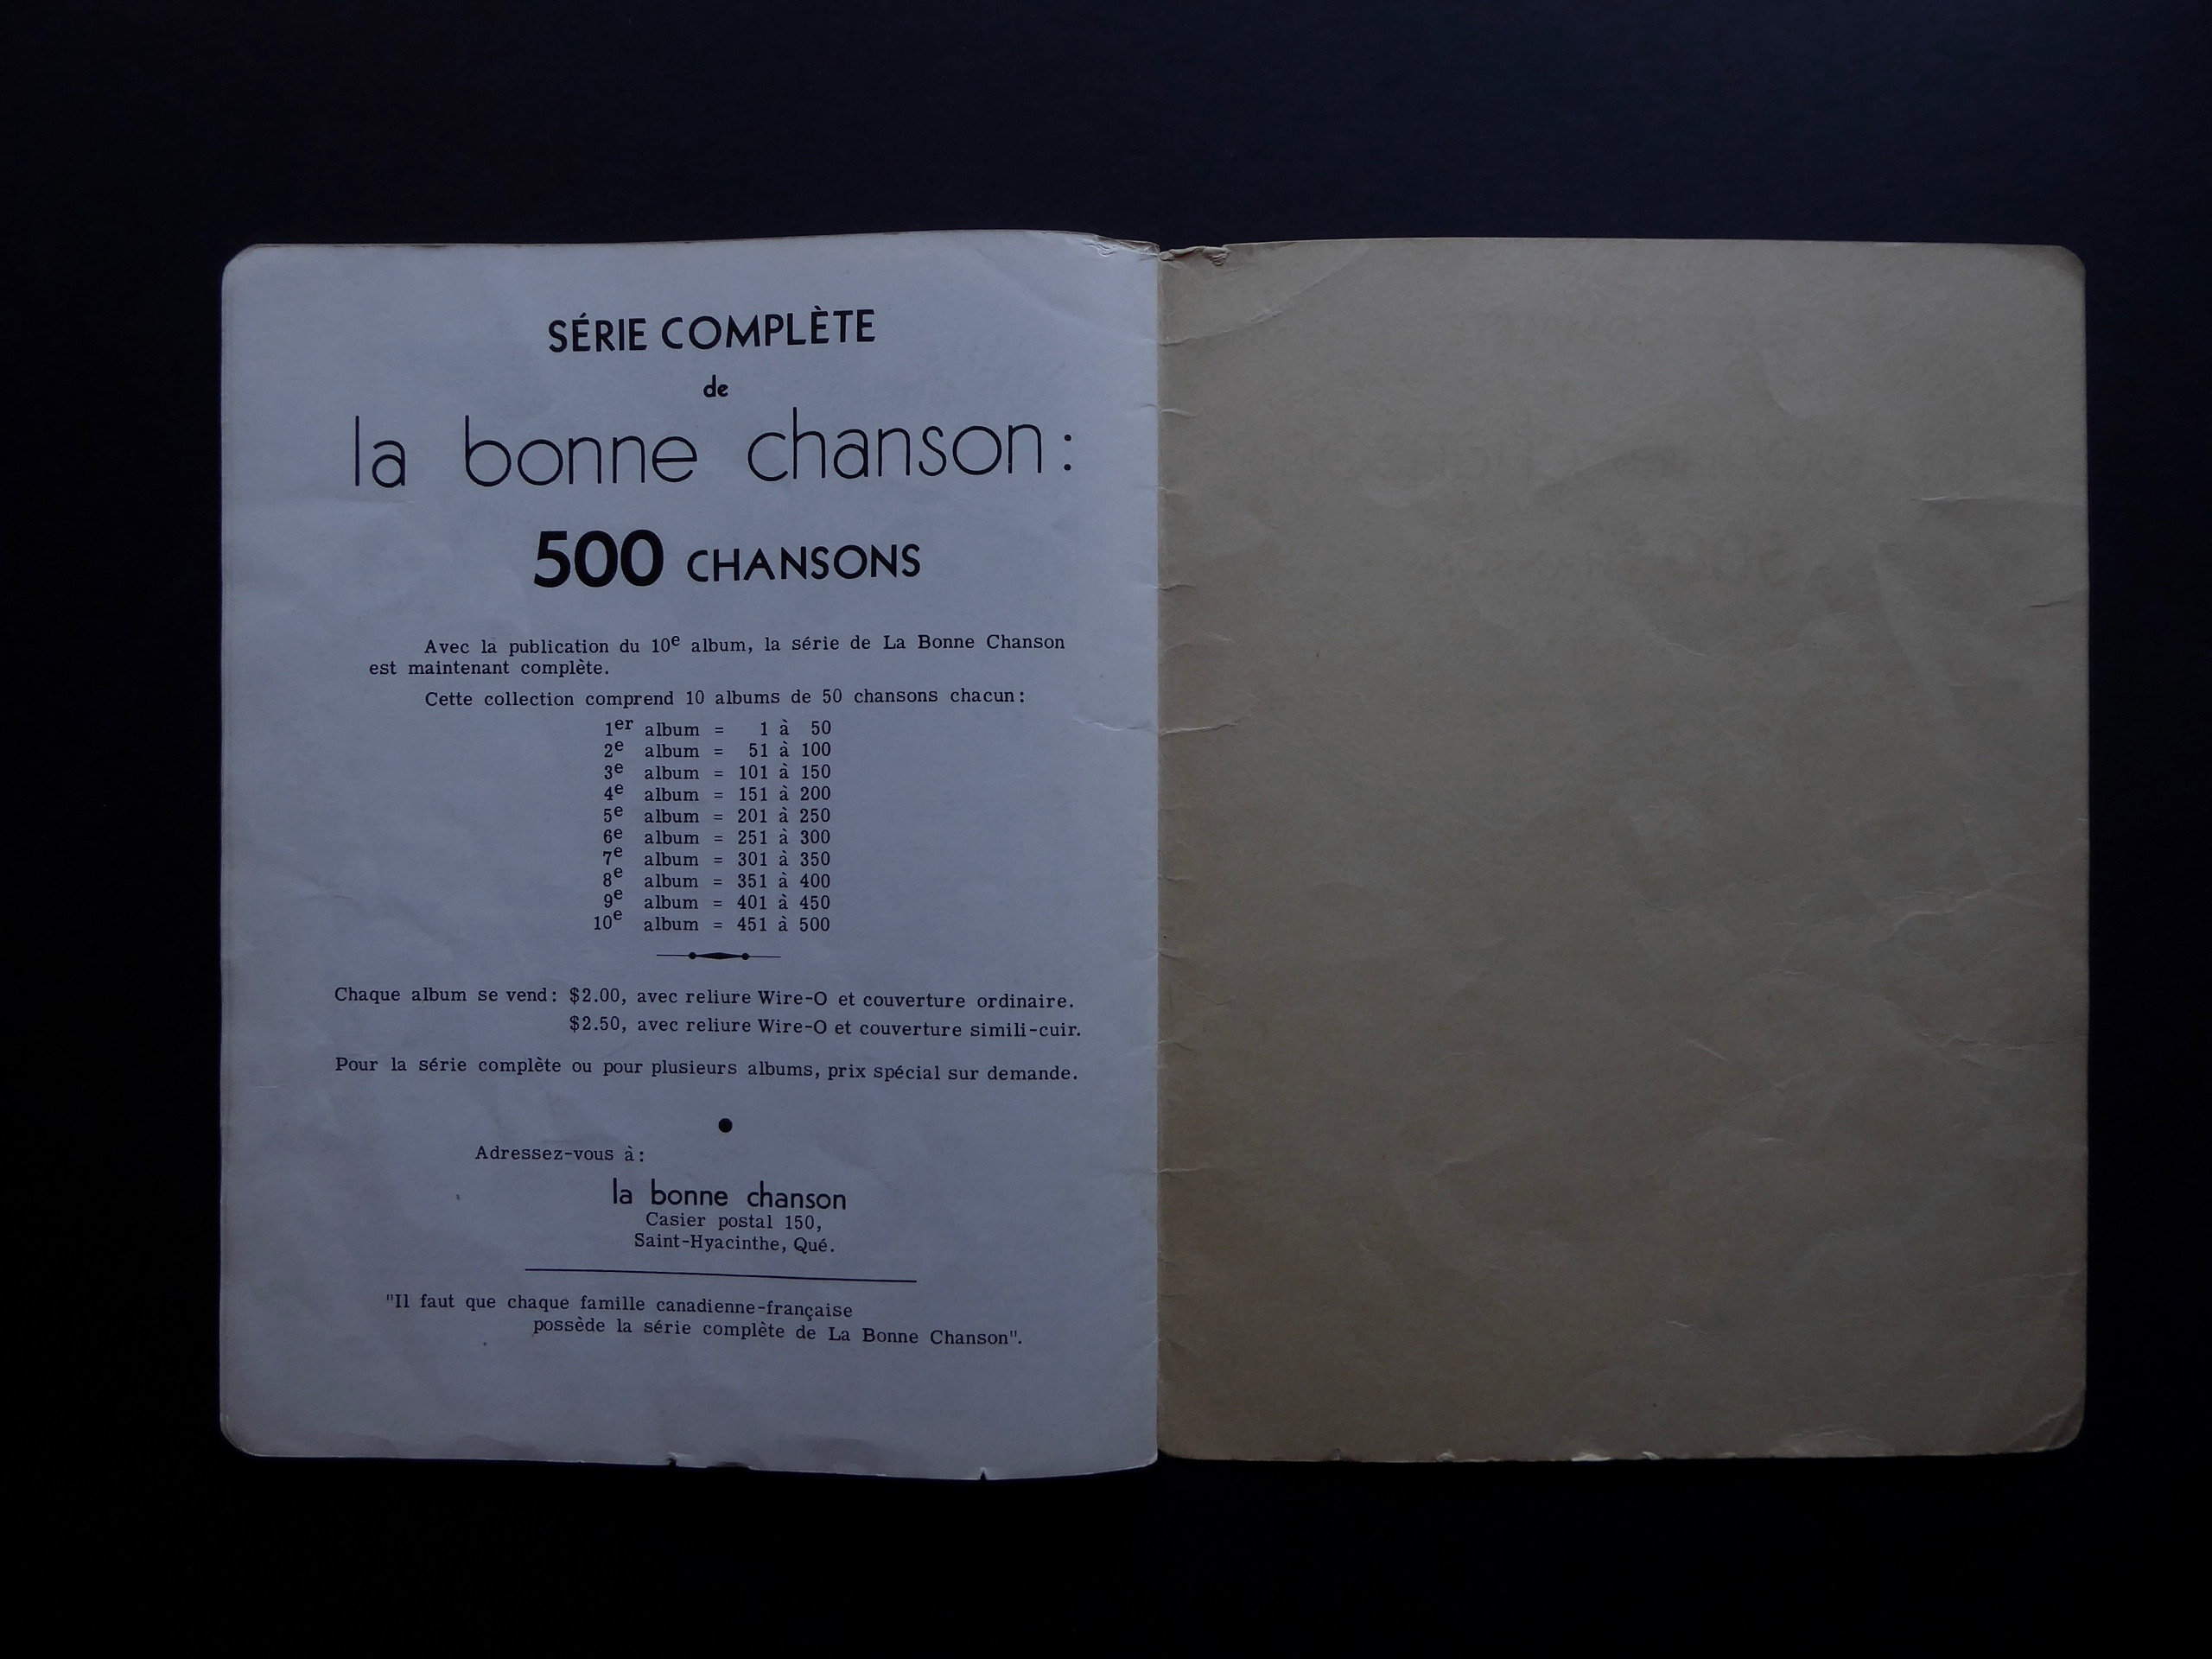 SÉRIE COMPLÈTE
de
la bonne chanson:
500 CHANSONS
Avec la publication du 10e album, la série de La Bonne Chanson
est maintenant complète.
Cette collection comprend 10 albums de 50 chansons chacun:
1er album = 1 à 50
2e album = 51 à 100
3e album = 101 à 150
4e album = 151 à 200
5e album = 201 à 250
6e album = 251 à 300
7e album = 301 à 350
8e album = 351 à 400
9e album = 401 à 450
10e album = 451 à 500
Chaque album se vend: $2.00, avec reliure Wire-O et couverture ordinaire.
$2.50, avec reliure Wire-O et couverture simili-cuir.
Pour la série complète ou pour plusieurs albums, prix spécial sur demande.
Adressez-vous à:
la bonne chanson
Casier postal 150,
Saint-Hyacinthe, Qué.
"Il faut que chaque famille canadienne-française
possède la série complète de La Bonne Chanson".